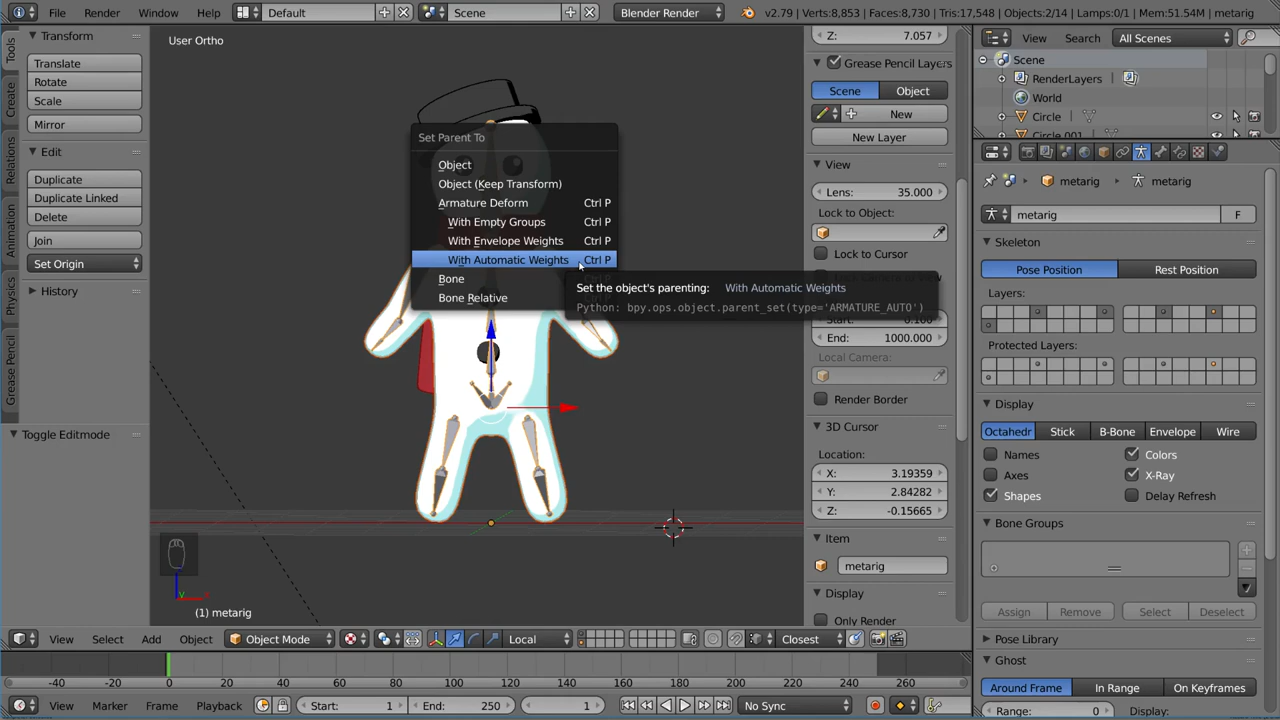 File Render Window Help Default Scene Blender Render v2.79 | Verts:8,853 | Faces:8,730 | Tris:17,548 | Objects:2/14 | Lamps:0/1 | Mem:51.54M | metarig
Tools
Create
Relations
Physics
Grease Pencil
Transform
Translate
Rotate
Scale
Mirror
Edit
Duplicate
Duplicate Linked
Delete
Join
Set Origin
History
Toggle Editmode
User Ortho
Set Parent To
Object
Object (Keep Transform)
Armature Deform Ctrl P
With Empty Groups Ctrl P
With Envelope Weights Ctrl P
With Automatic Weights Ctrl P
Bone
Bone Relative
Set the object's parenting: With Automatic Weights
Python: bpy.ops.object.parent_set(type='ARMATURE_AUTO')
y x
(1) metarig
Z: 7.057
Grease Pencil Layers
Scene Object
New
New Layer
View
Lens: 35.000
Lock to Object:
Lock to Cursor
End: 1000.000
Local Camera:
Render Border
3D Cursor
Location:
X: 3.19359
Y: 2.84282
Z: -0.15665
Item
metarig
Display
Only Render
View Search All Scenes
Scene
RenderLayers
World
Circle
Circle.001
metarig metarig
metarig F
Skeleton
Pose Position Rest Position
Layers:
Protected Layers:
Display
Octahedr Stick B-Bone Envelope Wire
Names Colors
Axes X-Ray
Shapes Delay Refresh
Bone Groups
Assign Remove Select Deselect
Pose Library
Ghost
Around Frame In Range On Keyframes
Range: 0 Display:
View Select Add Object Object Mode Local Closest
-40 -20 0 20 40 60 80 100 120 140 160 180 200 220 240 260
View Marker Frame Playback Start: 1 End: 250 1 No Sync